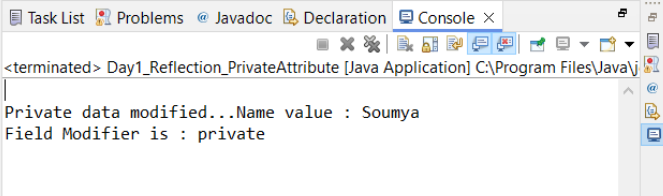 Task List Problems @ Javadoc Declaration Console
<terminated> Day1_Reflection_PrivateAttribute [Java Application] C:\Program Files\Java\j
Private data modified...Name value : Soumya
Field Modifier is : private